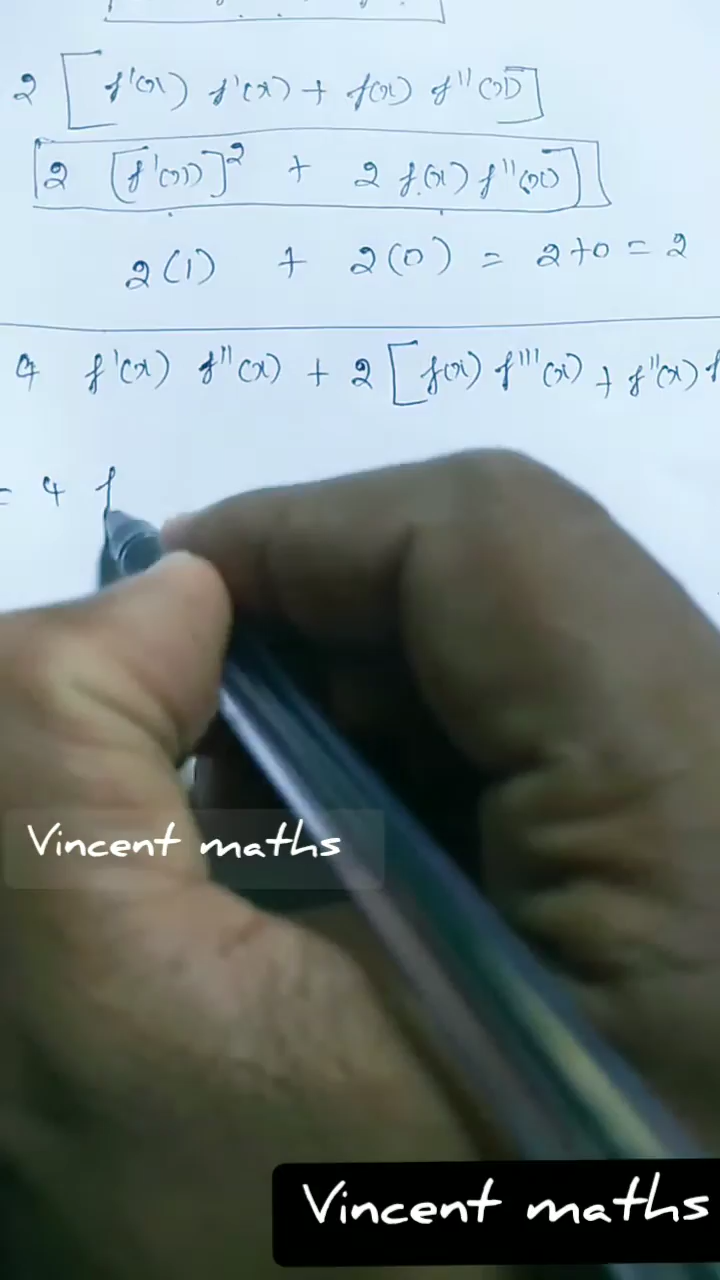 2 [ f'(x) f'(x) + f(x) f''(x) ]
2 [f'(x)]² + 2 f(x) f''(x)]
2(1) + 2(0) = 2+0 = 2
4 f'(x) f''(x) + 2 [ f(x) f'''(x) + f''(x) f
= 4 f
Vincent maths
Vincent maths